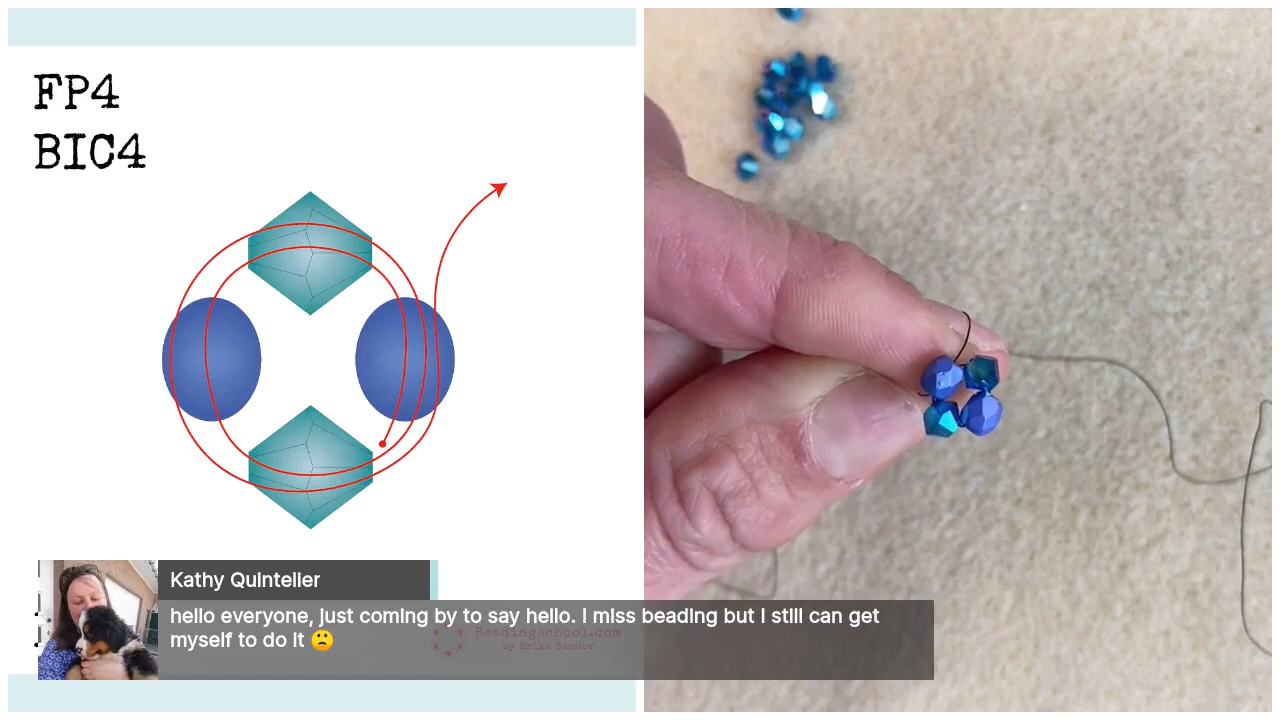 FP4
BIC4
Kathy Quintelier
hello everyone, just coming by to say hello. I miss beading but I still can get
myself to do it 🙁
Beadingschool.com
by Erika Sandor